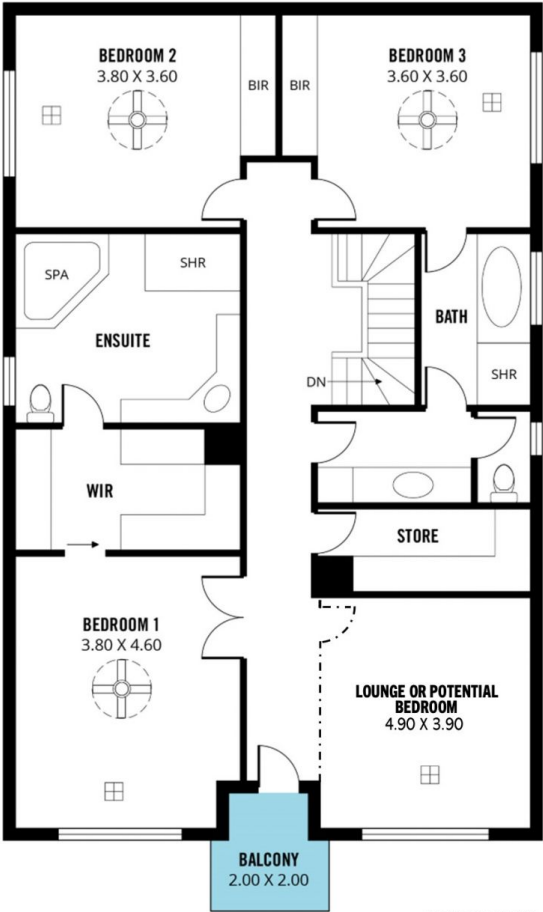 BEDROOM 2
3.80 X 3.60
BIR
BIR
BEDROOM 3
3.60 X 3.60
SPA
SHR
ENSUITE
BATH
DN
SHR
WIR
STORE
BEDROOM 1
3.80 X 4.60
LOUNGE OR POTENTIAL
BEDROOM
4.90 X 3.90
BALCONY
2.00 X 2.00